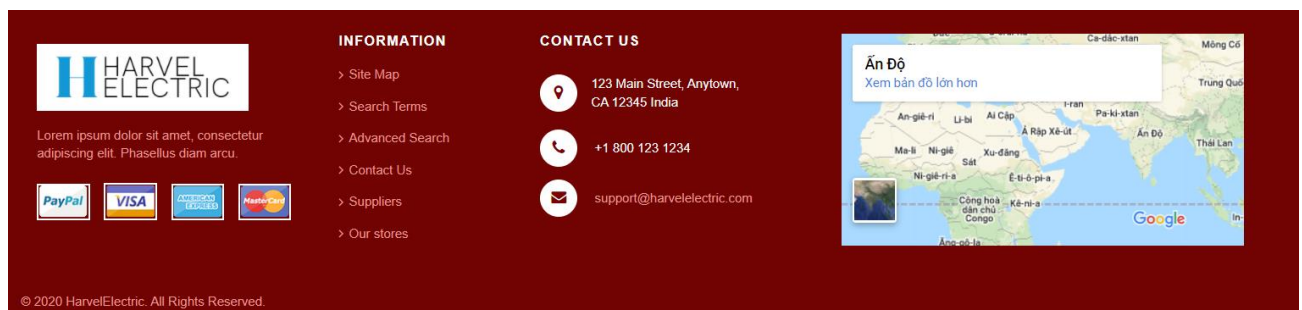 HARVEL
ELECTRIC
Lorem ipsum dolor sit amet, consectetur
adipiscing elit. Phasellus diam arcu.
PayPal
VISA
AMERICAN
EXPRESS
MasterCard
INFORMATION
> Site Map
> Search Terms
> Advanced Search
> Contact Us
> Suppliers
> Our stores
CONTACT US
123 Main Street, Anytown,
CA 12345 India
+1 800 123 1234
support@harvelelectric.com
Ấn Độ
Xem bản đồ lớn hơn
Ca-dắc-xtan
Mông Cổ
Trung Quố
I-ran
Pa-ki-xtan
An-giê-ri
Li-bi
Ai Cập
Ả Rập Xê-út
Ấn Độ
Thái Lan
Ma-li
Ni-giê
Sát
Xu-đăng
Ni-giê-ri-a
Ê-ti-ô-pi-a
Cộng hoà
dân chủ
Congo
Kê-ni-a
Ăng-gô-la
Google
In-
© 2020 HarvelElectric. All Rights Reserved.